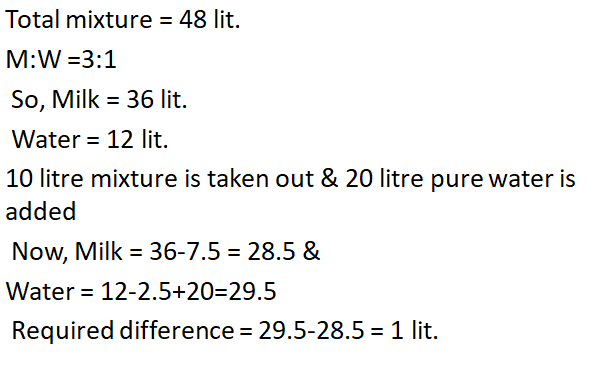 Total mixture = 48 lit.
M:W =3:1
So, Milk = 36 lit.
Water = 12 lit.
10 litre mixture is taken out & 20 litre pure water is
added
Now, Milk = 36-7.5 = 28.5 &
Water = 12-2.5+20=29.5
Required difference = 29.5-28.5 = 1 lit.